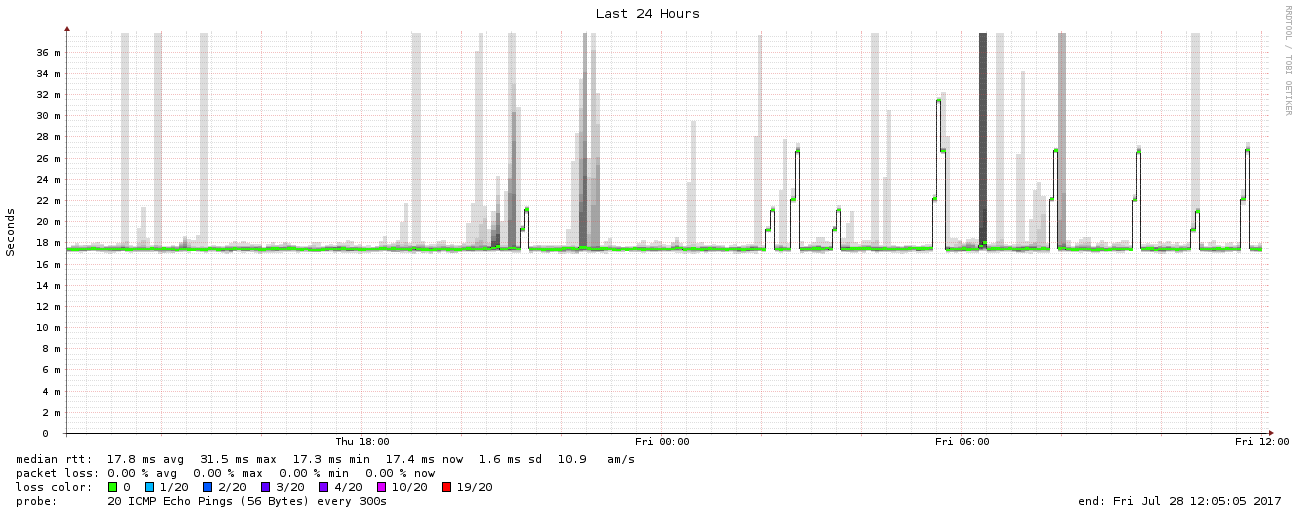 Last 24 Hours
RRDTOOL / TOBI OETIKER
Seconds
36 m
34 m
32 m
30 m
28 m
26 m
24 m
22 m
20 m
18 m
16 m
14 m
12 m
10 m
8 m
6 m
4 m
2 m
0
Thu 18:00 Fri 00:00 Fri 06:00 Fri 12:00
median rtt: 17.8 ms avg 31.5 ms max 17.3 ms min 17.4 ms now 1.6 ms sd 10.9 am/s
packet loss: 0.00 % avg 0.00 % max 0.00 % min 0.00 % now
loss color: 0 1/20 2/20 3/20 4/20 10/20 19/20
probe: 20 ICMP Echo Pings (56 Bytes) every 300s end: Fri Jul 28 12:05:05 2017